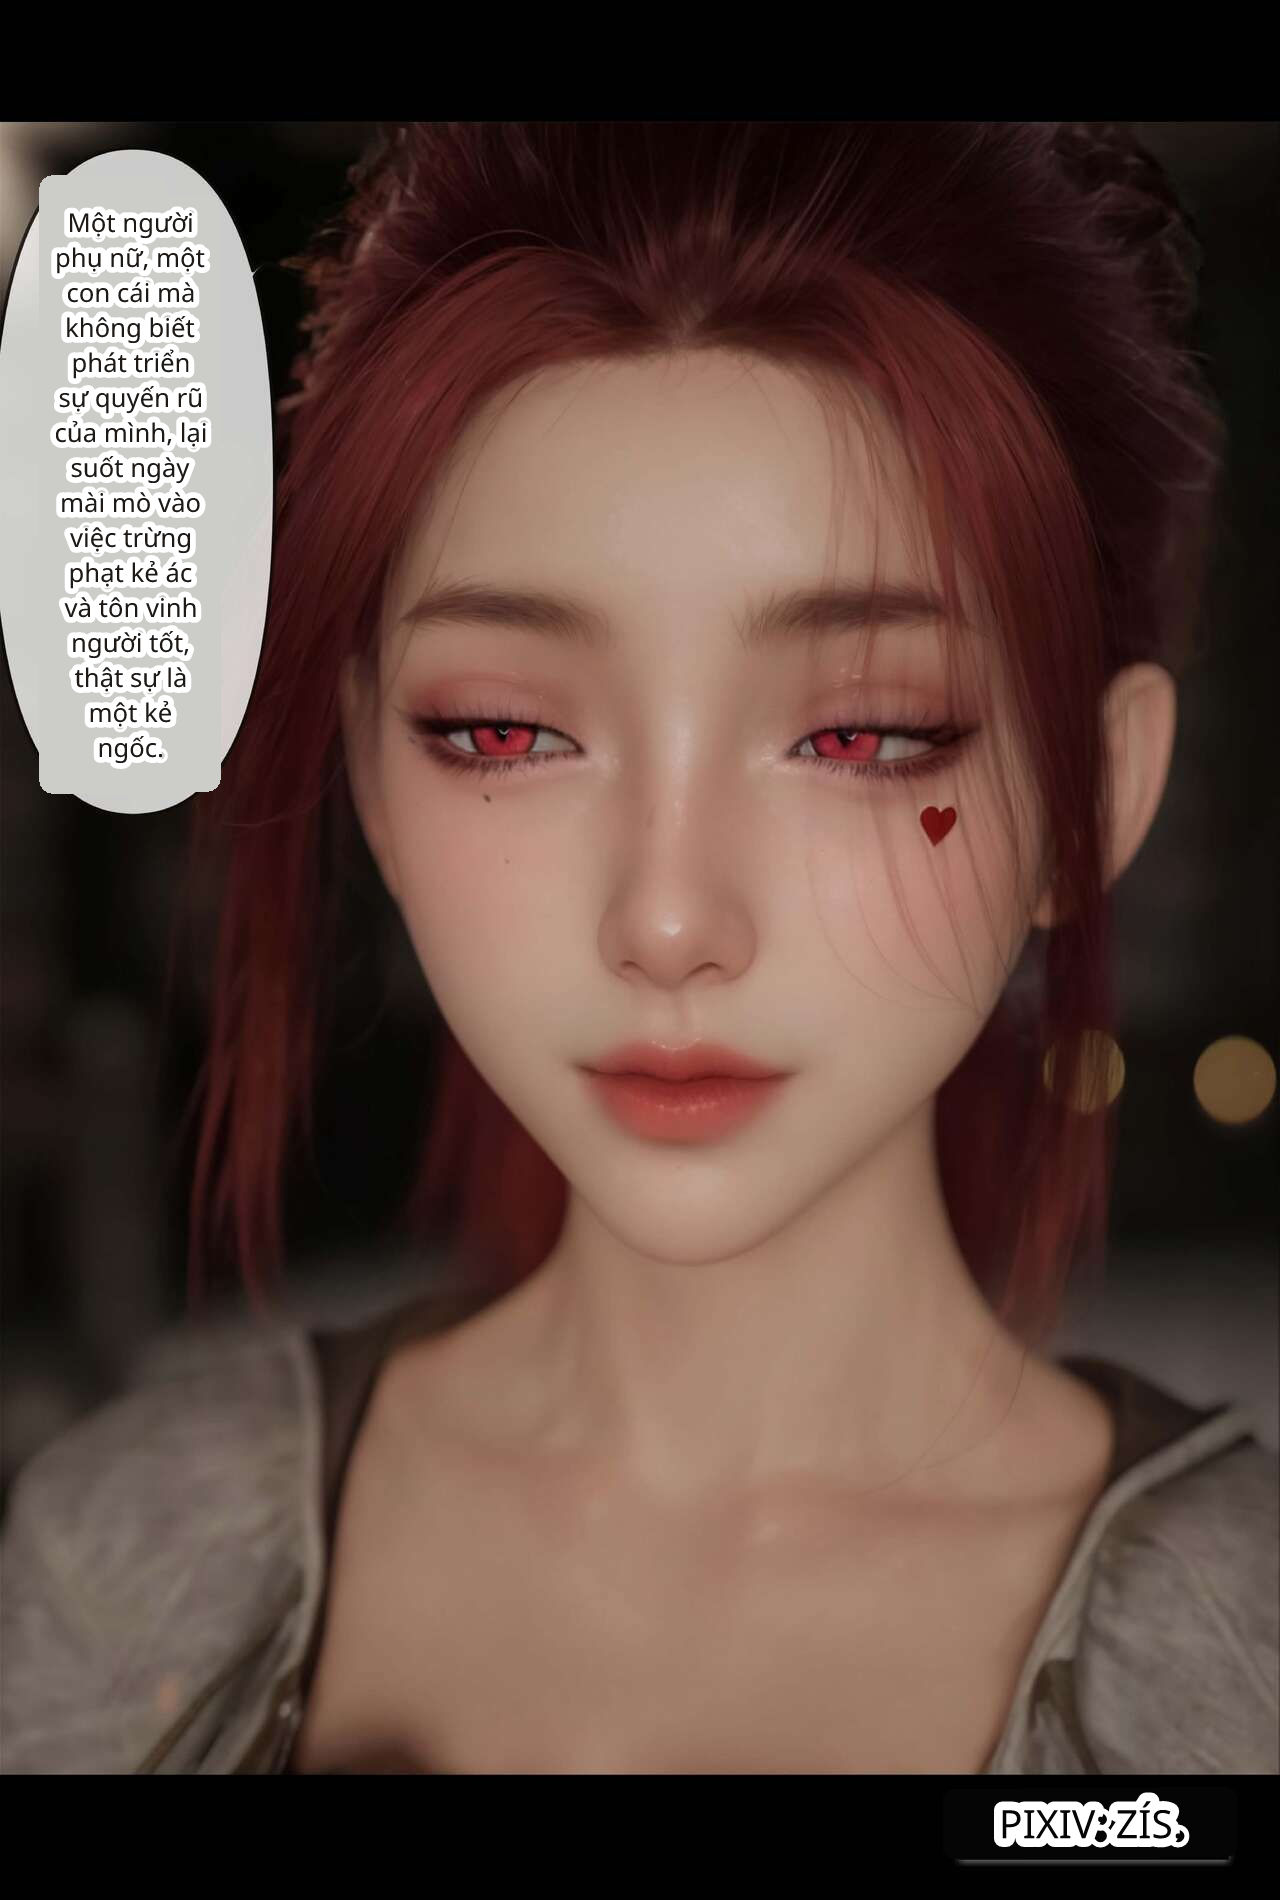 Một người
phụ nữ, một
con cái mà
không biết
phát triển
sự quyến rũ
của mình, lại
suốt ngày
mài mò vào
việc trừng
phạt kẻ ác
và tôn vinh
người tốt,
thật sự là
một kẻ
ngốc.
PIXIV:ZÍS,